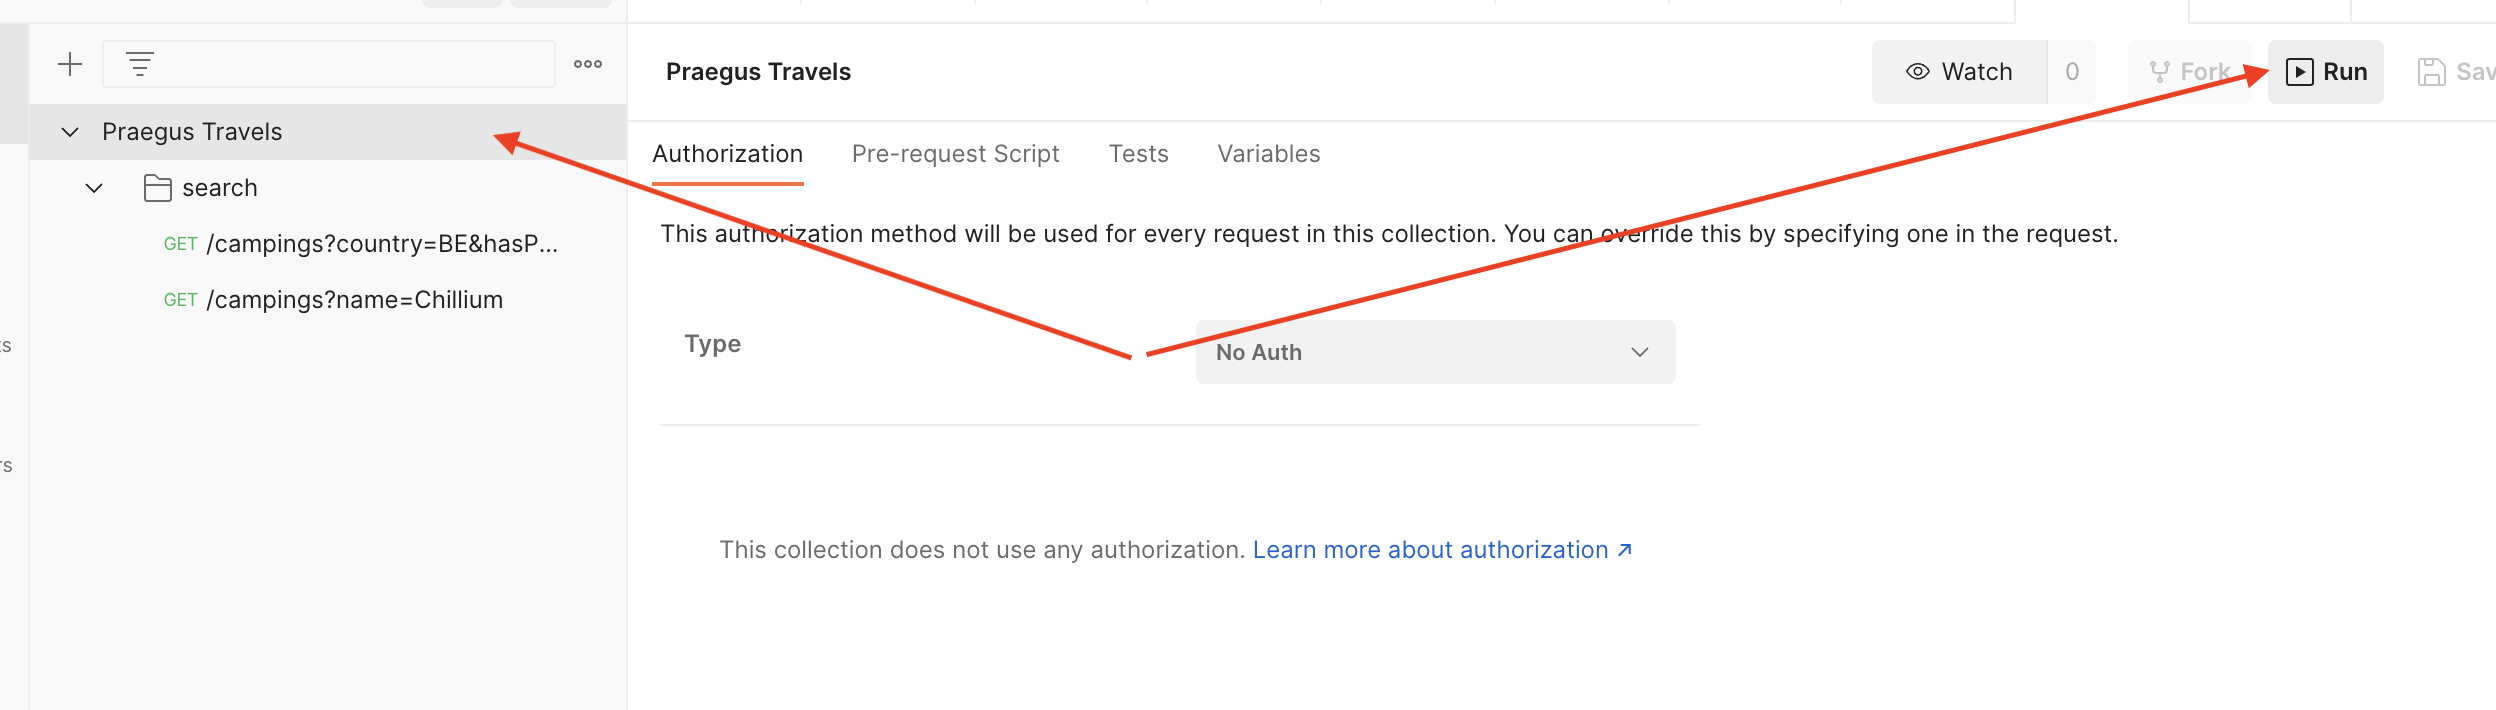 Praegus Travels
Watch
0
Fork
Run
Praegus Travels
Authorization
Pre-request Script
Tests
Variables
search
GET /campings?country=BE&hasP...
GET /campings?name=Chillium
This authorization method will be used for every request in this collection. You can override this by specifying one in the request.
Type
No Auth
This collection does not use any authorization. Learn more about authorization ↗